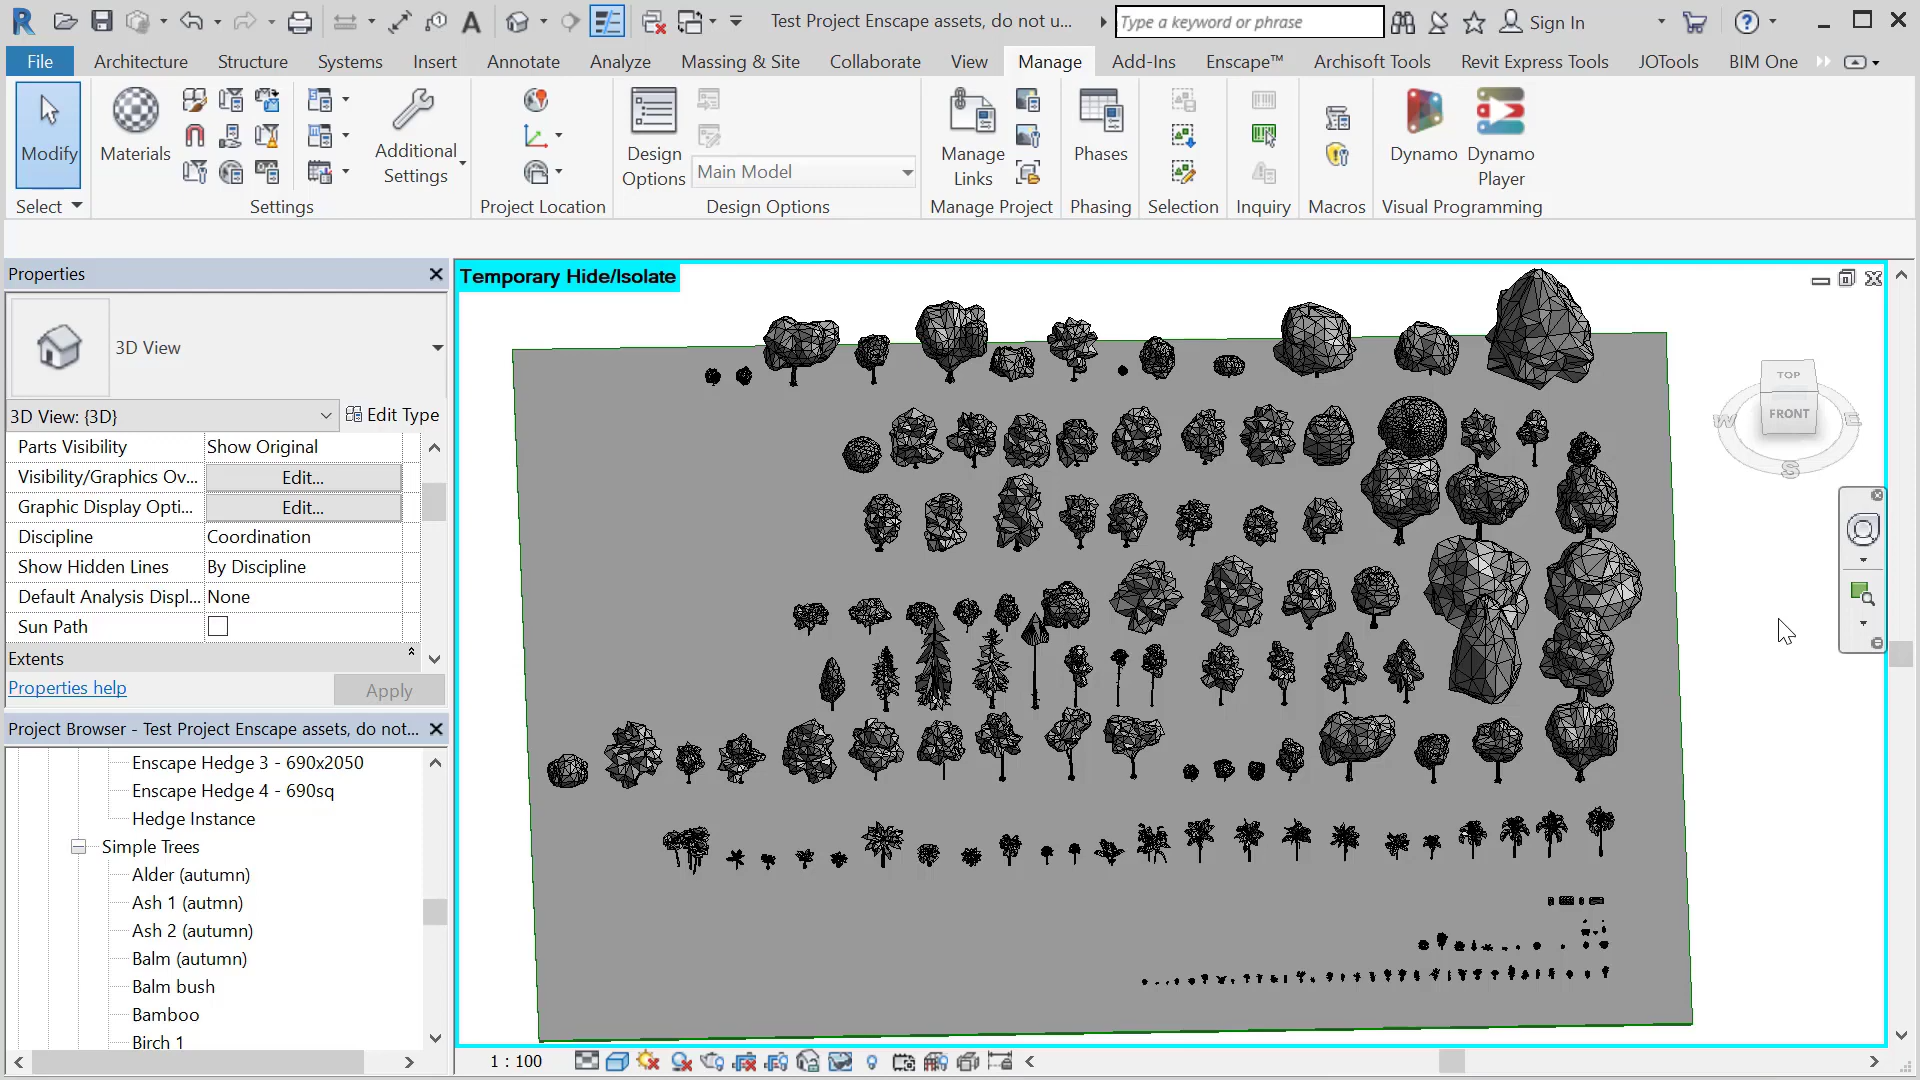 Test Project Enscape assets, do not u...
Type a keyword or phrase
Sign In
File
Architecture
Structure
Systems
Insert
Annotate
Analyze
Massing & Site
Collaborate
View
Manage
Add-Ins
Enscape™
Archisoft Tools
Revit Express Tools
JOTools
BIM One
Modify
Materials
Additional
Settings
Design
Options
Main Model
Manage
Links
Phases
Dynamo
Dynamo
Player
Select
Settings
Project Location
Design Options
Manage Project
Phasing
Selection
Inquiry
Macros
Visual Programming
Properties
3D View
3D View: {3D}
Edit Type
Parts Visibility
Show Original
Visibility/Graphics Ov...
Edit...
Graphic Display Opti...
Edit...
Discipline
Coordination
Show Hidden Lines
By Discipline
Default Analysis Displ...
None
Sun Path
Extents
Properties help
Apply
Project Browser - Test Project Enscape assets, do not...
Enscape Hedge 3 - 690x2050
Enscape Hedge 4 - 690sq
Hedge Instance
Simple Trees
Alder (autumn)
Ash 1 (autmn)
Ash 2 (autumn)
Balm (autumn)
Balm bush
Bamboo
Birch 1
Temporary Hide/Isolate
TOP
FRONT
W
E
S
1 : 100